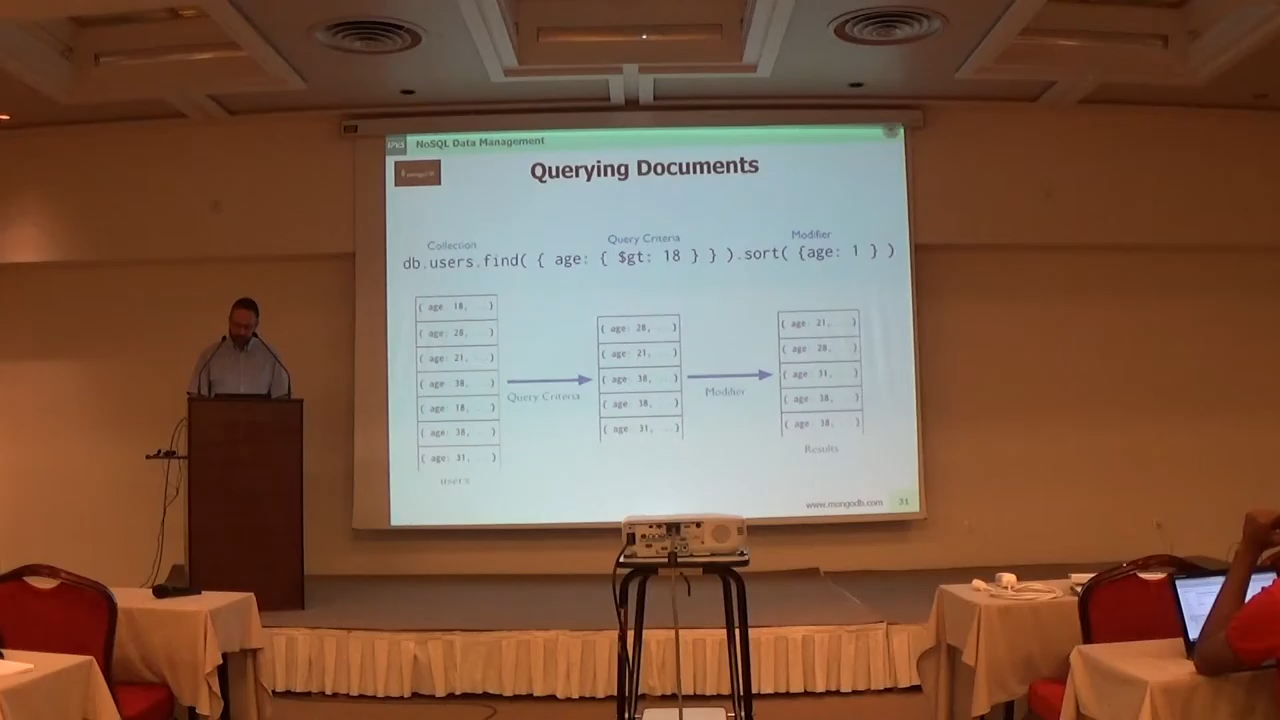 NoSQL Data Management
mongoDB
Querying Documents
Collection
Query Criteria
Modifier
db.users.find( { age: { $gt: 18 } } ).sort( {age: 1 } )
{ age: 18, ... }
{ age: 28, ... }
{ age: 21, ... }
{ age: 38, ... }
{ age: 18, ... }
{ age: 38, ... }
{ age: 31, ... }
users
Query Criteria
{ age: 28, ... }
{ age: 21, ... }
{ age: 38, ... }
{ age: 38, ... }
{ age: 31, ... }
Modifier
{ age: 21, ... }
{ age: 28, ... }
{ age: 31, ... }
{ age: 38, ... }
{ age: 38, ... }
Results
www.mongodb.com 31